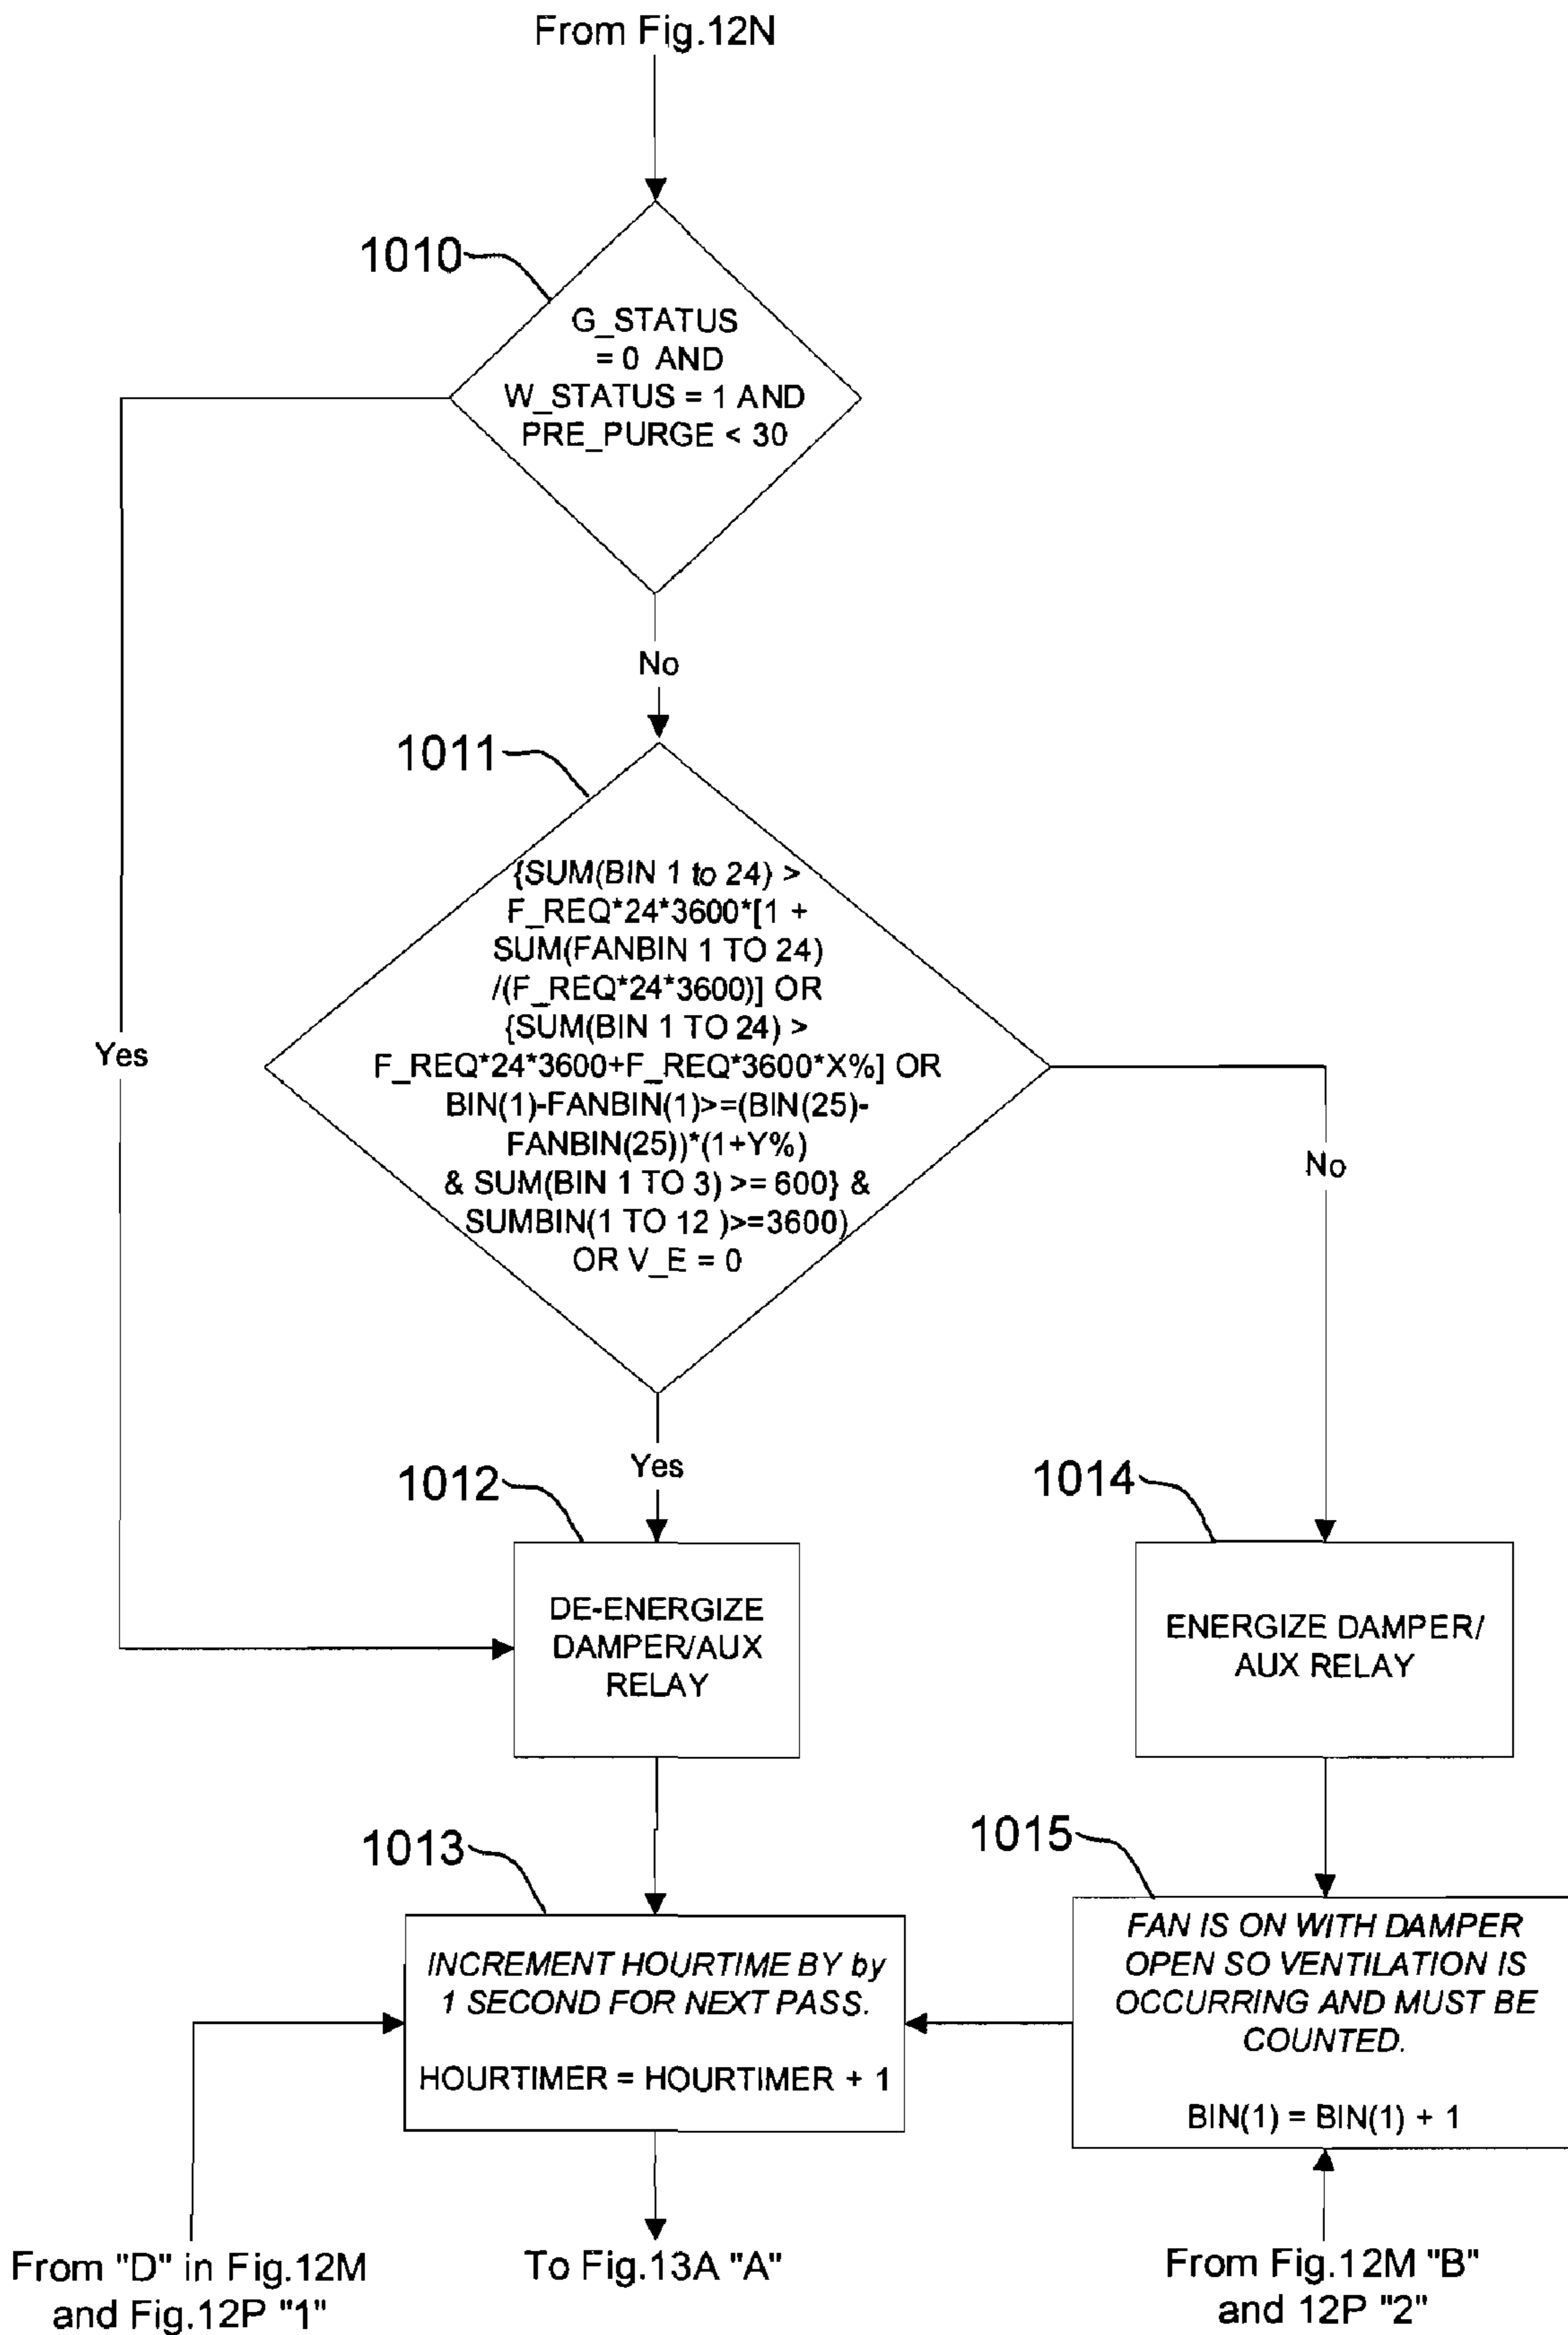 From Fig.12N
1010
G_STATUS
= 0 AND
W_STATUS = 1 AND
PRE_PURGE < 30
No
1011
{SUM(BIN 1 to 24) >
F_REQ*24*3600*[1 +
SUM(FANBIN 1 TO 24)
/(F_REQ*24*3600)] OR
{SUM(BIN 1 TO 24) >
F_REQ*24*3600+F_REQ*3600*X%] OR
BIN(1)-FANBIN(1)>=(BIN(25)-
FANBIN(25))*(1+Y%)
& SUM(BIN 1 TO 3) >= 600} &
SUMBIN(1 TO 12 )>=3600)
OR V_E = 0
Yes
No
Yes
1012
DE-ENERGIZE
DAMPER/AUX
RELAY
1014
ENERGIZE DAMPER/
AUX RELAY
1013
INCREMENT HOURTIME BY by
1 SECOND FOR NEXT PASS.
HOURTIMER = HOURTIMER + 1
1015
FAN IS ON WITH DAMPER
OPEN SO VENTILATION IS
OCCURRING AND MUST BE
COUNTED.
BIN(1) = BIN(1) + 1
From "D" in Fig.12M
and Fig.12P "1"
To Fig.13A "A"
From Fig.12M "B"
and 12P "2"